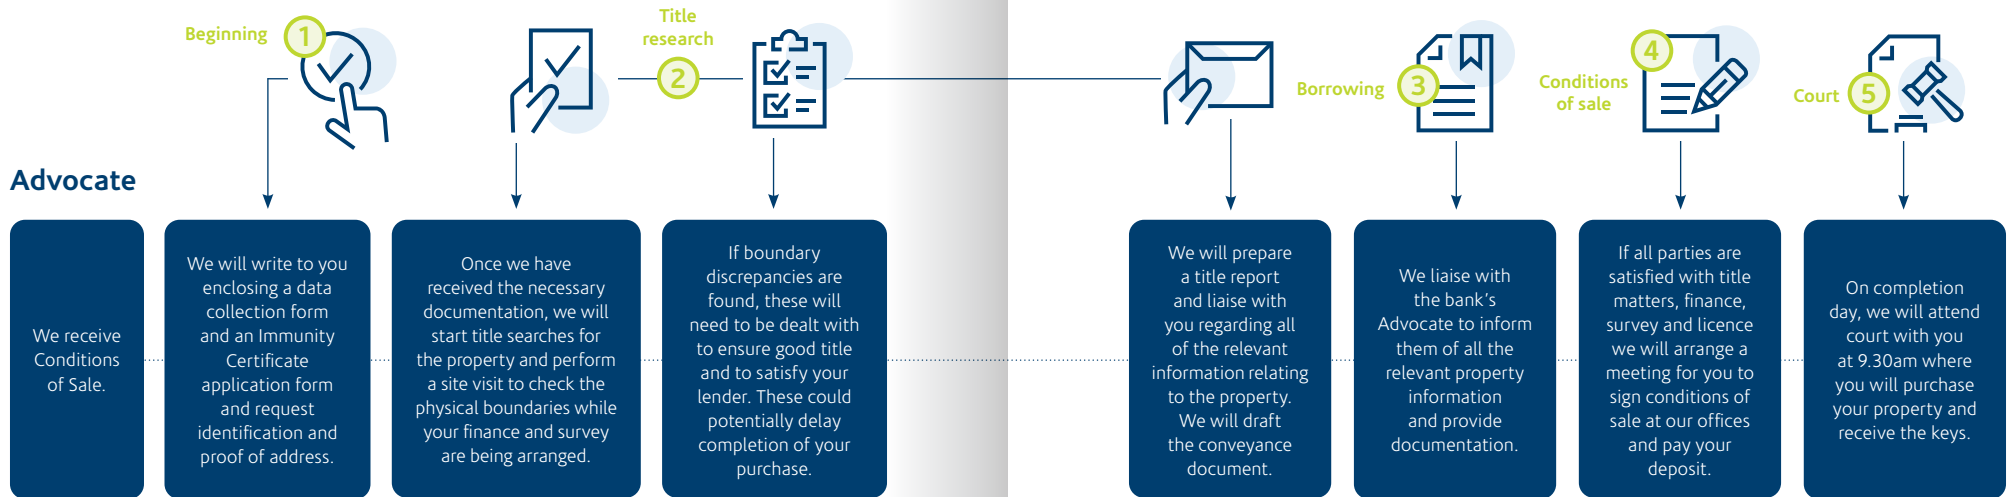 Beginning
1
Title
research
2
Borrowing
3
4
Conditions
of sale
Court
5
Advocate
We receive
Conditions
of Sale.
We will write to you
enclosing a data
collection form
and an Immunity
Certificate
application form
and request
identification and
proof of address.
Once we have
received the necessary
documentation, we will
start title searches for
the property and perform
a site visit to check the
physical boundaries while
your finance and survey
are being arranged.
If boundary
discrepancies are
found, these will
need to be dealt with
to ensure good title
and to satisfy your
lender. These could
potentially delay
completion of your
purchase.
We will prepare
a title report
and liaise with
you regarding all
of the relevant
information relating
to the property.
We will draft
the conveyance
document.
We liaise with
the bank's
Advocate to inform
them of all the
relevant property
information
and provide
documentation.
If all parties are
satisfied with title
matters, finance,
survey and licence
we will arrange a
meeting for you to
sign conditions of
sale at our offices
and pay your
deposit.
On completion
day, we will attend
court with you
at 9.30am where
you will purchase
your property and
receive the keys.